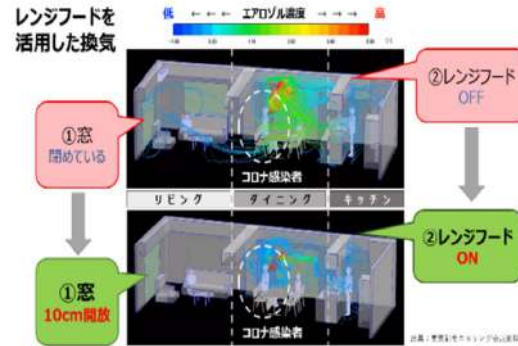 レンジフードを
活用した換気
低 ← ← ← エアロゾル濃度 → → → 高
①窓
閉めている
②レンジフード
OFF
コロナ感染者
リビング
ダイニング
キッチン
①窓
10cm開放
②レンジフード
ON
コロナ感染者